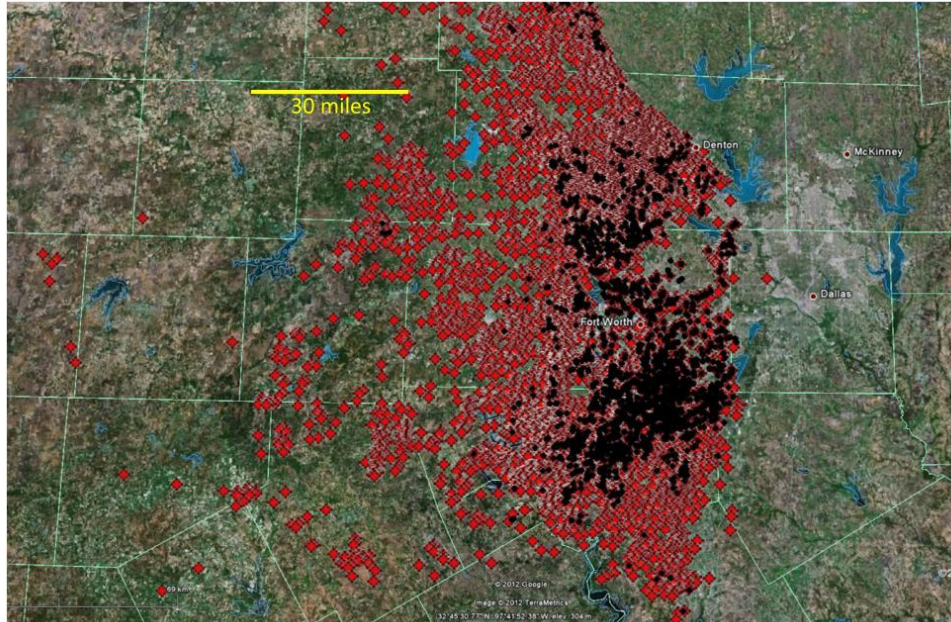 30 miles
Denton
McKinney
Dallas
Fort Worth
© 2012 Google
Image © 2012 TerraMetrics